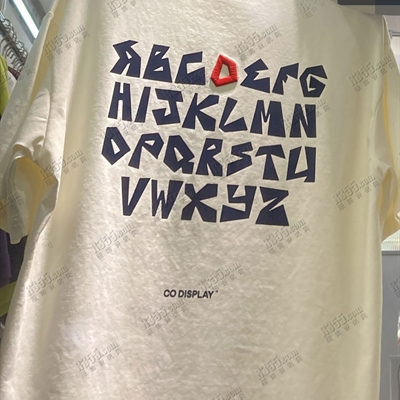 ABCDEFG
HIJKLMN
OPQRSTU
VWXYZ
CO DISPLAY